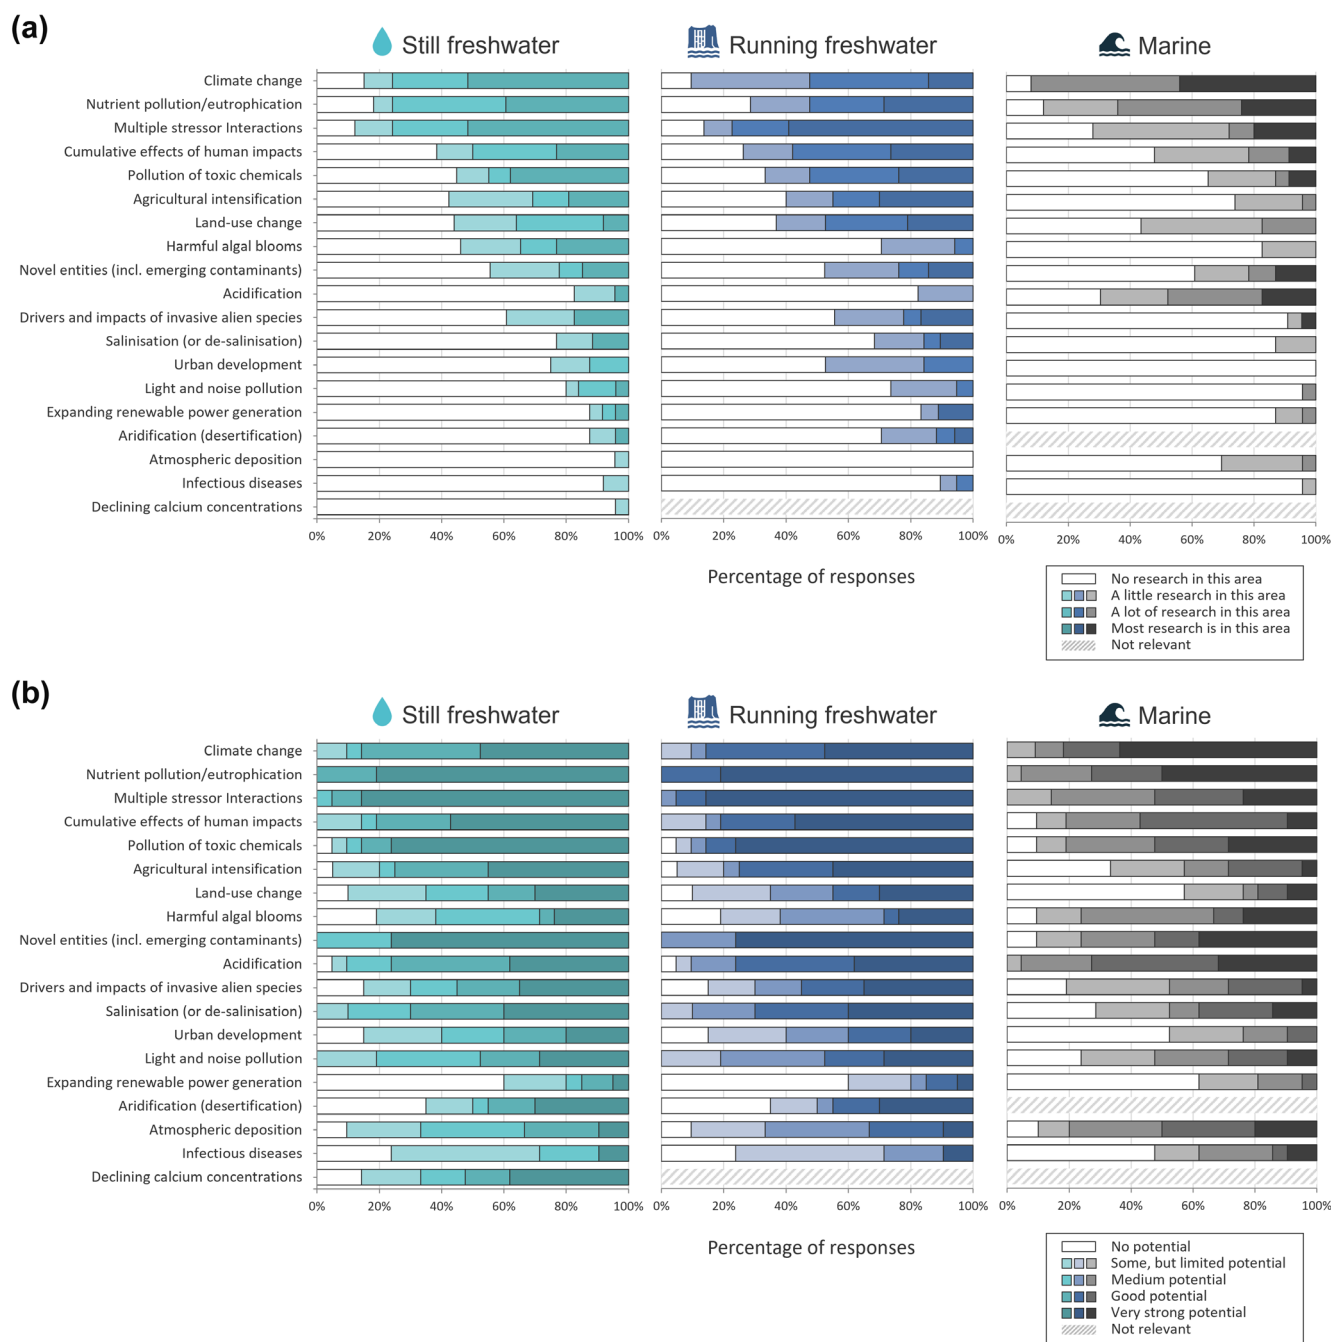 (a)
Still freshwater
Running freshwater
Marine
Climate change
Nutrient pollution/eutrophication
Multiple stressor Interactions
Cumulative effects of human impacts
Pollution of toxic chemicals
Agricultural intensification
Land-use change
Harmful algal blooms
Novel entities (incl. emerging contaminants)
Acidification
Drivers and impacts of invasive alien species
Salinisation (or de-salinisation)
Urban development
Light and noise pollution
Expanding renewable power generation
Aridification (desertification)
Atmospheric deposition
Infectious diseases
Declining calcium concentrations
0% 20% 40% 60% 80% 100%
0% 20% 40% 60% 80% 100%
0% 20% 40% 60% 80% 100%
Percentage of responses
No research in this area
A little research in this area
A lot of research in this area
Most research is in this area
Not relevant
(b)
Still freshwater
Running freshwater
Marine
Climate change
Nutrient pollution/eutrophication
Multiple stressor Interactions
Cumulative effects of human impacts
Pollution of toxic chemicals
Agricultural intensification
Land-use change
Harmful algal blooms
Novel entities (incl. emerging contaminants)
Acidification
Drivers and impacts of invasive alien species
Salinisation (or de-salinisation)
Urban development
Light and noise pollution
Expanding renewable power generation
Aridification (desertification)
Atmospheric deposition
Infectious diseases
Declining calcium concentrations
0% 20% 40% 60% 80% 100%
0% 20% 40% 60% 80% 100%
0% 20% 40% 60% 80% 100%
Percentage of responses
No potential
Some, but limited potential
Medium potential
Good potential
Very strong potential
Not relevant